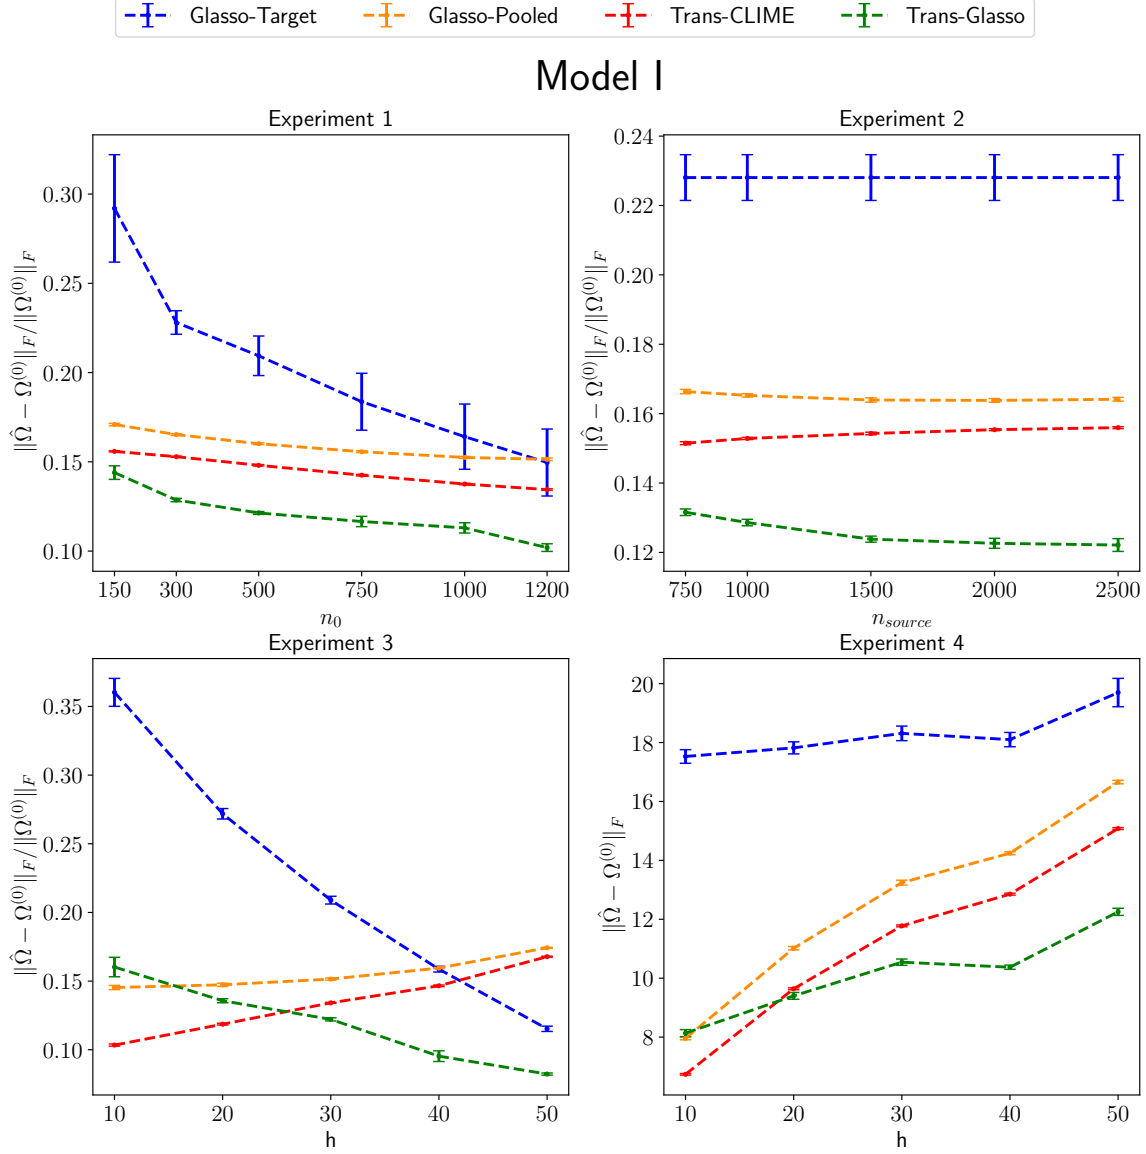 Glasso-Target Glasso-Pooled Trans-CLIME Trans-Glasso
Model I
Experiment 1
0.30
0.25
0.20
0.15
0.10
||Ω̂ − Ω⁽⁰⁾||_F/||Ω⁽⁰⁾||_F
150 300 500 750 1000 1200
n₀
Experiment 2
0.24
0.22
0.20
0.18
0.16
0.14
0.12
||Ω̂ − Ω⁽⁰⁾||_F/||Ω⁽⁰⁾||_F
750 1000 1500 2000 2500
n_source
Experiment 3
0.35
0.30
0.25
0.20
0.15
0.10
||Ω̂ − Ω⁽⁰⁾||_F/||Ω⁽⁰⁾||_F
10 20 30 40 50
h
Experiment 4
20
18
16
14
12
10
8
||Ω̂ − Ω⁽⁰⁾||_F
10 20 30 40 50
h